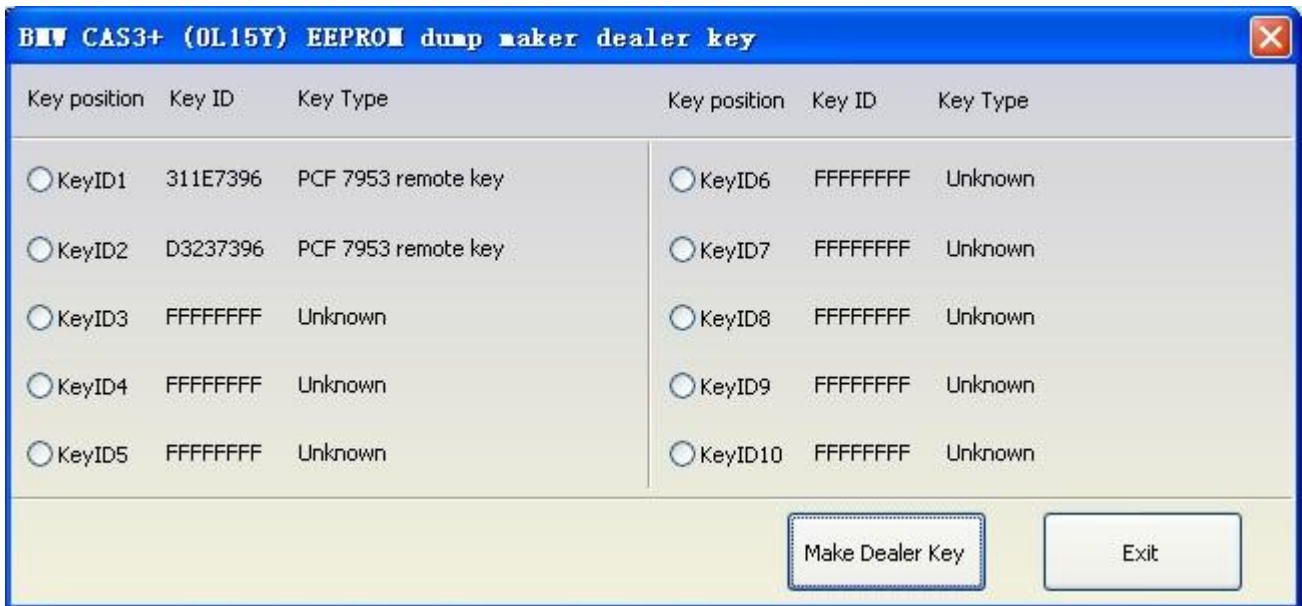 BMW CAS3+ (0L15Y) EEPROM dump maker dealer key
Key position Key ID Key Type Key position Key ID Key Type
KeyID1 311E7396 PCF 7953 remote key KeyID6 FFFFFFFF Unknown
KeyID2 D3237396 PCF 7953 remote key KeyID7 FFFFFFFF Unknown
KeyID3 FFFFFFFF Unknown KeyID8 FFFFFFFF Unknown
KeyID4 FFFFFFFF Unknown KeyID9 FFFFFFFF Unknown
KeyID5 FFFFFFFF Unknown KeyID10 FFFFFFFF Unknown
Make Dealer Key Exit